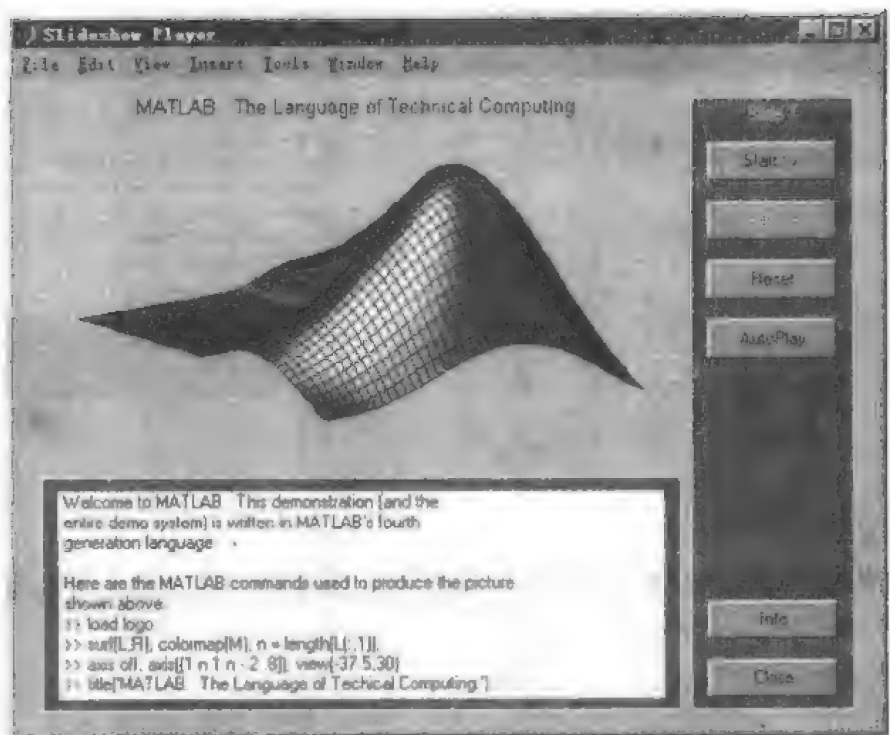 Slideshow Player
File Edit View Insert Tools Window Help
MATLAB The Language of Technical Computing
Reset
AutoPlay
Welcome to MATLAB. This demonstration (and the
entire demo system) is written in MATLAB's fourth
generation language
Here are the MATLAB commands used to produce the picture
shown above.
>> load logo
>> surf(L,R), colormap(M), n = length(L(:,1)),
>> axis off, axis([1 n 1 n -.2 .8]), view(-37.5,30)
>> title('MATLAB. The Language of Techical Computing.')
Info
Close